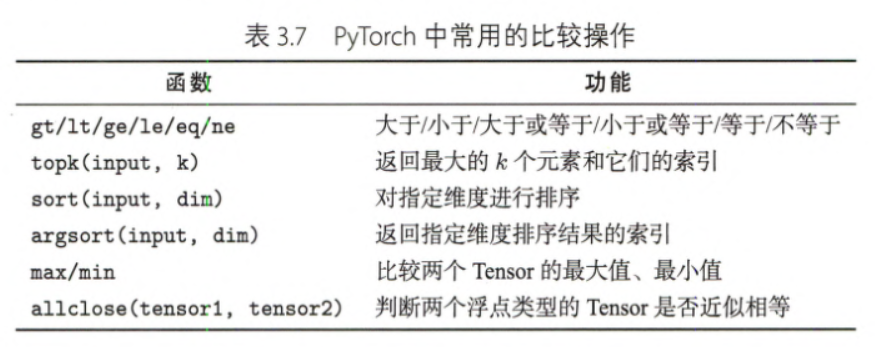 表 3.7 PyTorch 中常用的比较操作
函数 功能
gt/lt/ge/le/eq/ne 大于/小于/大于或等于/小于或等于/等于/不等于
topk(input, k) 返回最大的 k 个元素和它们的索引
sort(input, dim) 对指定维度进行排序
argsort(input, dim) 返回指定维度排序结果的索引
max/min 比较两个 Tensor 的最大值、最小值
allclose(tensor1, tensor2) 判断两个浮点类型的 Tensor 是否近似相等